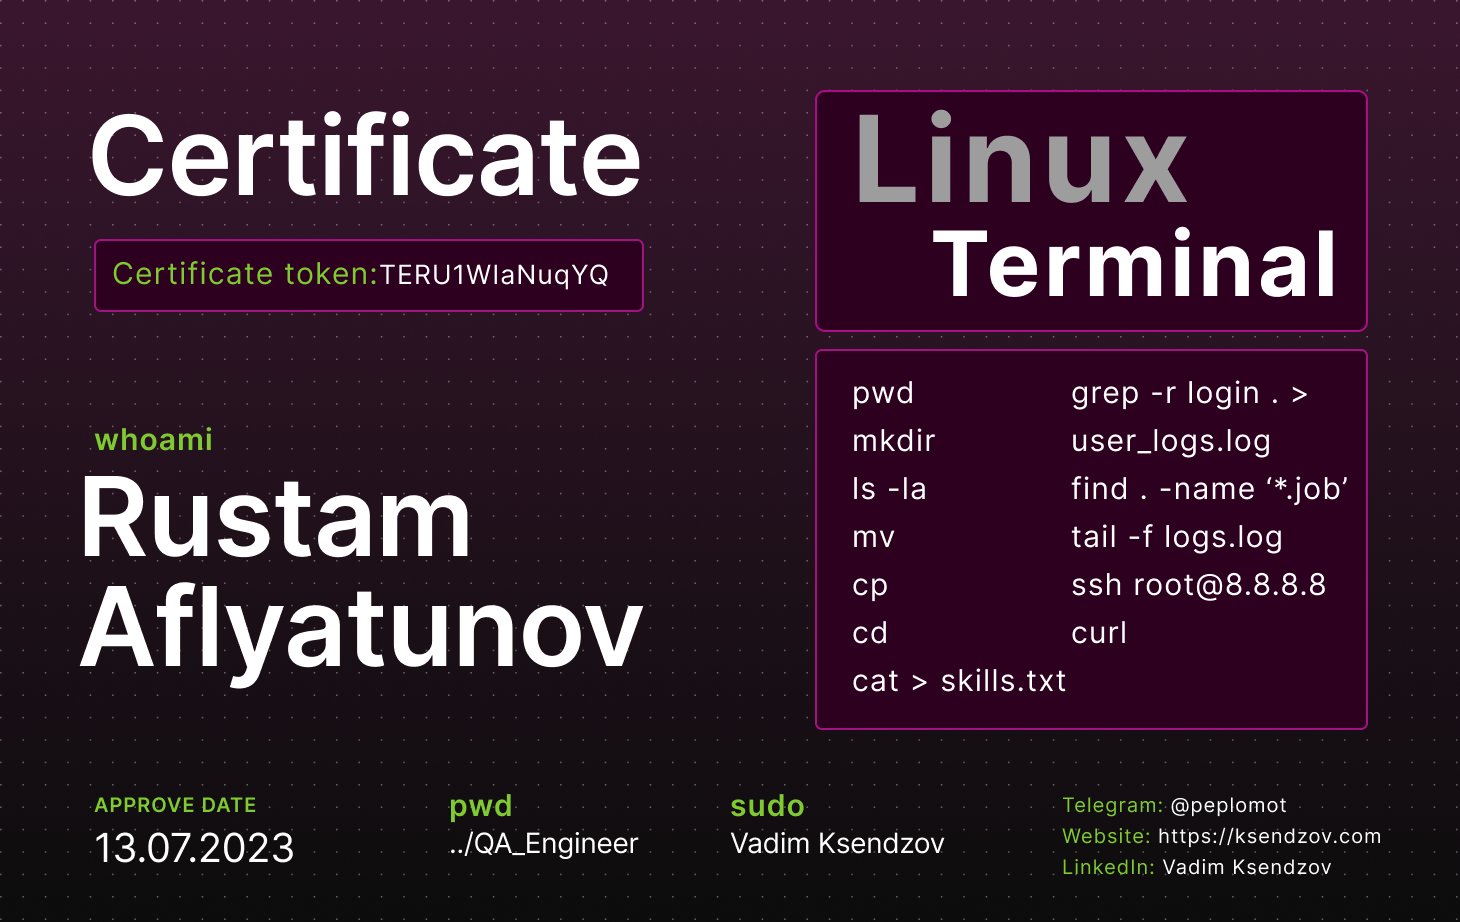 Certificate
Certificate token:TERU1WIaNuqYQ
Linux
Terminal
whoami
Rustam
Aflyatunov
pwd
mkdir
ls -la
mv
cp
cd
cat > skills.txt
grep -r login . >
user_logs.log
find . -name ‘*.job’
tail -f logs.log
ssh root@8.8.8.8
curl
APPROVE DATE
13.07.2023
pwd
../QA_Engineer
sudo
Vadim Ksendzov
Telegram: @peplomot
Website: https://ksendzov.com
LinkedIn: Vadim Ksendzov